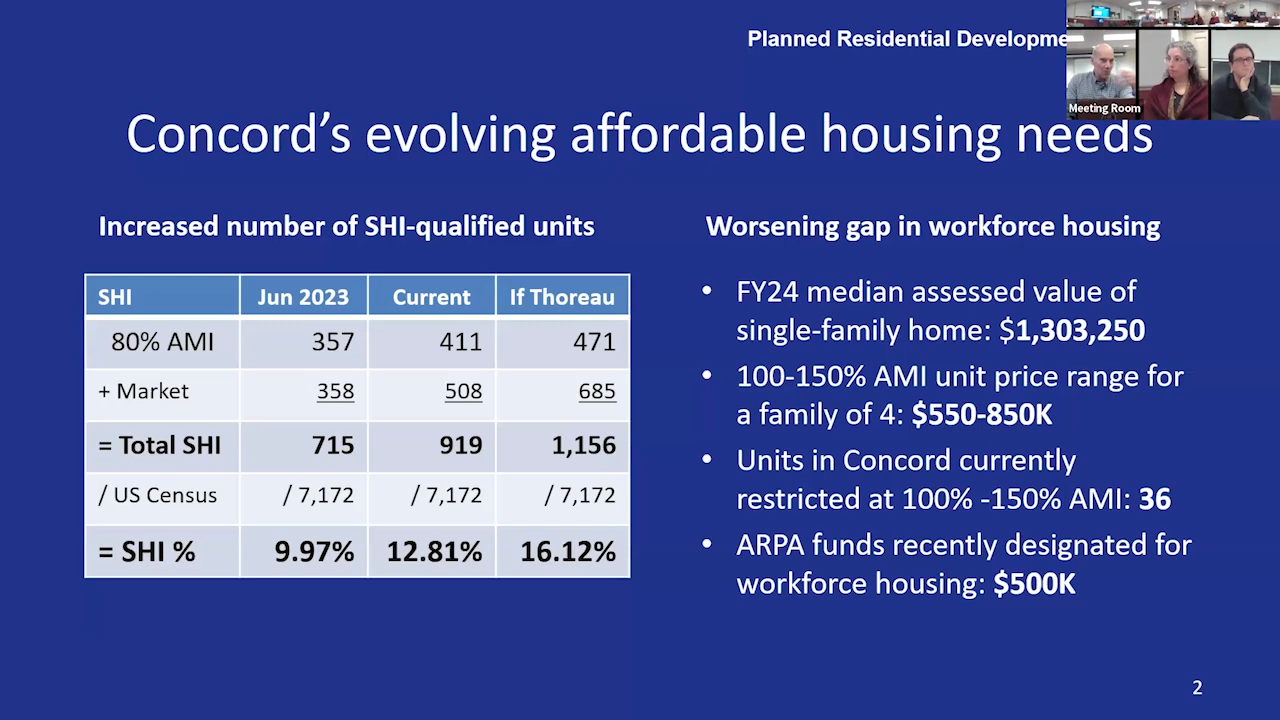 Planned Residential Developme
Meeting Room
Concord's evolving affordable housing needs
Increased number of SHI-qualified units
SHI Jun 2023 Current If Thoreau
80% AMI 357 411 471
+ Market 358 508 685
= Total SHI 715 919 1,156
/ US Census / 7,172 / 7,172 / 7,172
= SHI % 9.97% 12.81% 16.12%
Worsening gap in workforce housing
• FY24 median assessed value of
single-family home: $1,303,250
• 100-150% AMI unit price range for
a family of 4: $550-850K
• Units in Concord currently
restricted at 100% -150% AMI: 36
• ARPA funds recently designated for
workforce housing: $500K
2